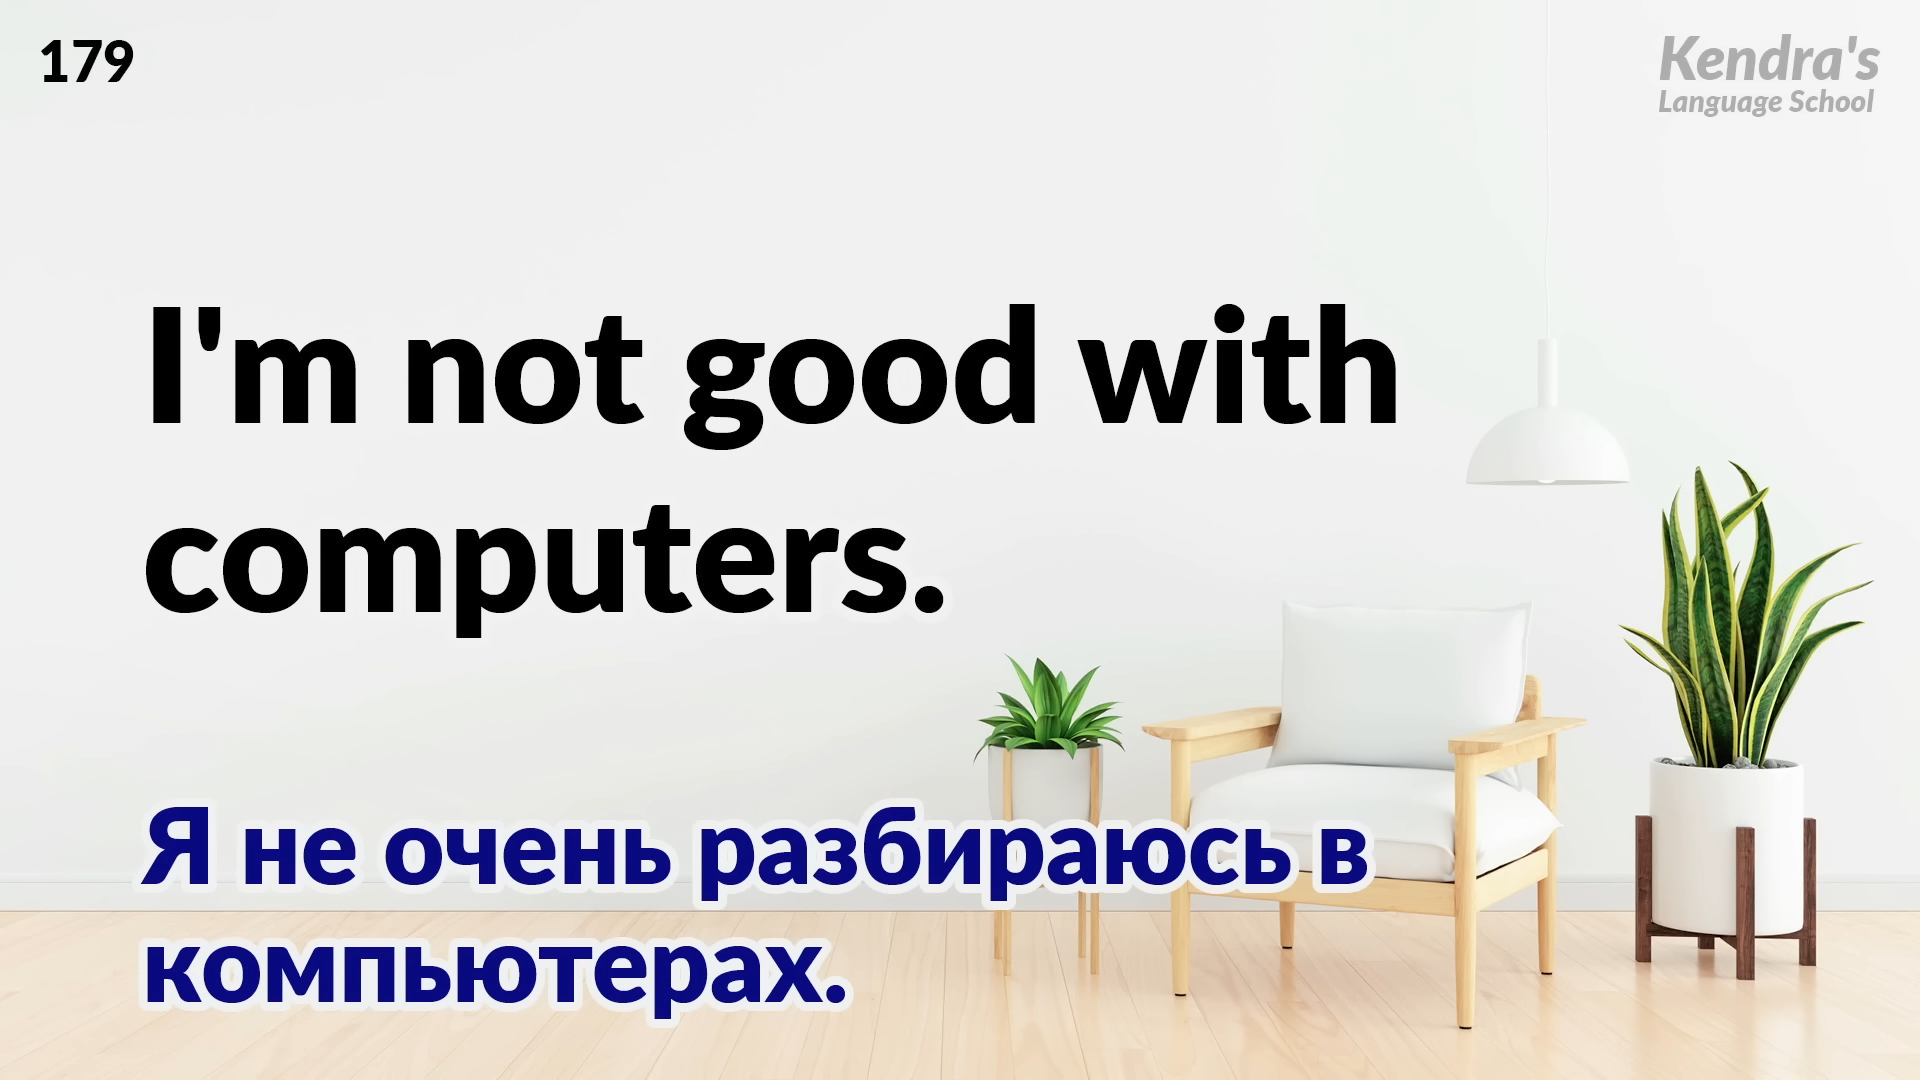 179
Kendra's
Language School
I'm not good with
computers.
Я не очень разбираюсь в
компьютерах.